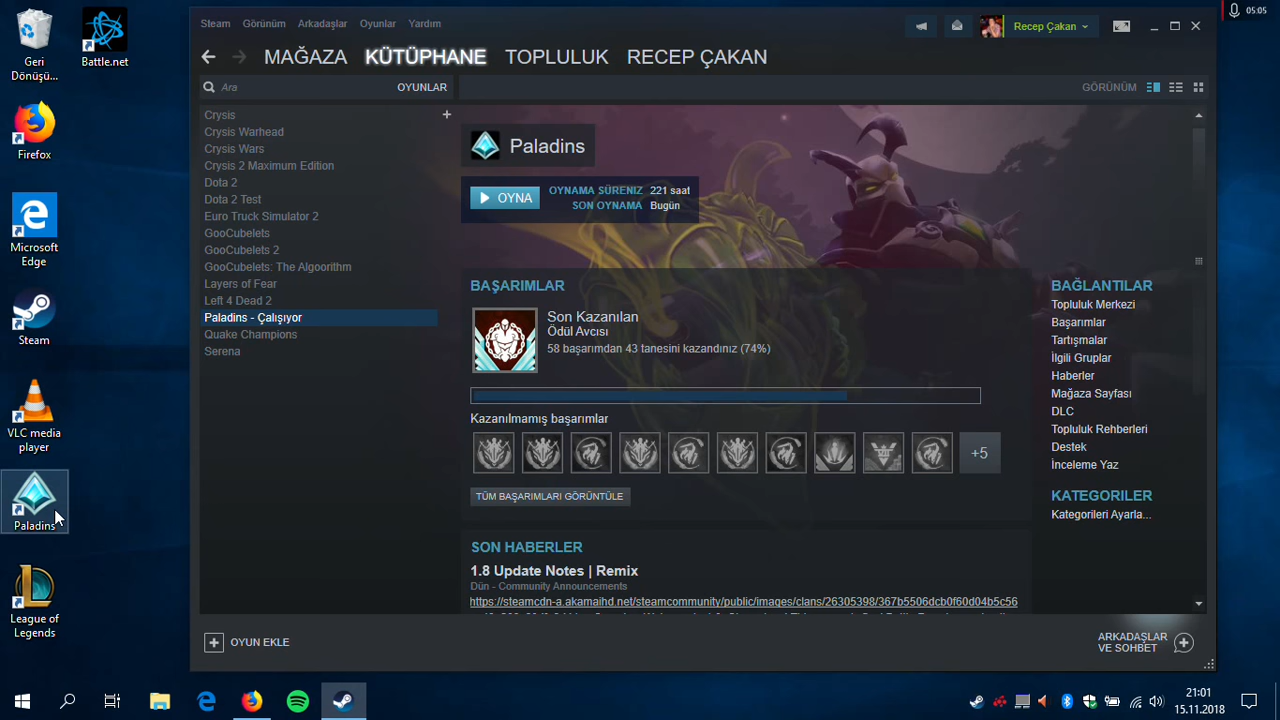 Geri
Dönüşü...
Battle.net
Firefox
Microsoft
Edge
Steam
VLC media
player
Paladins
League of
Legends
Steam Görünüm Arkadaşlar Oyunlar Yardım
Recep Çakan
05:05
MAĞAZA KÜTÜPHANE TOPLULUK RECEP ÇAKAN
Ara OYUNLAR
GÖRÜNÜM
Crysis
Crysis Warhead
Crysis Wars
Crysis 2 Maximum Edition
Dota 2
Dota 2 Test
Euro Truck Simulator 2
GooCubelets
GooCubelets 2
GooCubelets: The Algoorithm
Layers of Fear
Left 4 Dead 2
Paladins - Çalışıyor
Quake Champions
Serena
Paladins
OYNA
OYNAMA SÜRENİZ 221 saat
SON OYNAMA Bugün
BAŞARIMLAR
Son Kazanılan
Ödül Avcısı
58 başarımdan 43 tanesini kazandınız (74%)
Kazanılmamış başarımlar
+5
TÜM BAŞARIMLARI GÖRÜNTÜLE
SON HABERLER
1.8 Update Notes | Remix
Dün - Community Announcements
https://steamcdn-a.akamaihd.net/steamcommunity/public/images/clans/26305398/367b5506dcb0f60d04b5c56
BAĞLANTILAR
Topluluk Merkezi
Başarımlar
Tartışmalar
İlgili Gruplar
Haberler
Mağaza Sayfası
DLC
Topluluk Rehberleri
Destek
İnceleme Yaz
KATEGORİLER
Kategorileri Ayarla...
OYUN EKLE
ARKADAŞLAR
VE SOHBET
21:01
15.11.2018